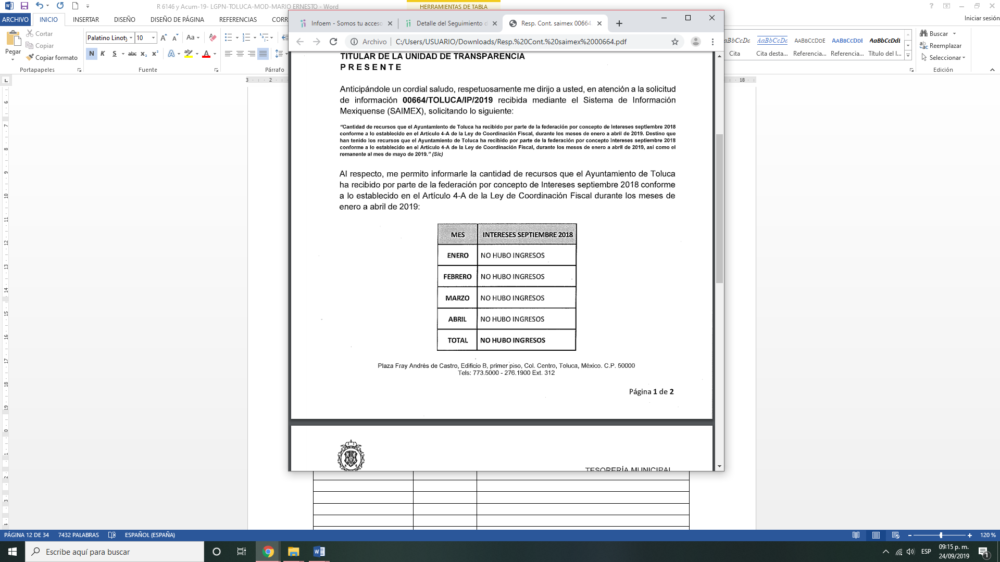 R 6146 y Acum-19- LGPN-TOLUCA-MOD-MARIO ERNESTO - Word
HERRAMIENTAS DE TABLA
ARCHIVO INICIO INSERTAR DISEÑO DISEÑO DE PÁGINA REFERENCIAS CORR
Iniciar sesión
Pegar
Cortar
Copiar
Copiar formato
Portapapeles
Palatino Linoty 10
N K S abc x₂ x²
Fuente
Párrafo
Infoem - Somos tu acceso
Detalle del Seguimiento d
Resp. Cont. saimex 00664
Archivo C:/Users/USUARIO/Downloads/Resp.%20Cont.%20saimex%2000664.pdf
Cita
AaBbCcDc
Cita desta...
AABBCCDDE
Referencia...
AABBCCDDE
Referencia...
AaBbCcDdE
Título del l...
Buscar
Reemplazar
Seleccionar
Edición
TITULAR DE LA UNIDAD DE TRANSPARENCIA
P R E S E N T E
Anticipándole un cordial saludo, respetuosamente me dirijo a usted, en atención a la solicitud
de información 00664/TOLUCA/IP/2019 recibida mediante el Sistema de Información
Mexiquense (SAIMEX), solicitando lo siguiente:
“Cantidad de recursos que el Ayuntamiento de Toluca ha recibido por parte de la federación por concepto de Intereses septiembre 2018
conforme a lo establecido en el Artículo 4-A de la Ley de Coordinación Fiscal, durante los meses de enero a abril de 2019. Destino que
han tenido los recursos que el Ayuntamiento de Toluca ha recibido por parte de la federación por concepto Intereses septiembre 2018
conforme a lo establecido en el Artículo 4-A de la Ley de Coordinación Fiscal, durante los meses de enero a abril de 2019, asi como el
remanente al mes de mayo de 2019.” (Sic)
Al respecto, me permito informarle la cantidad de recursos que el Ayuntamiento de Toluca
ha recibido por parte de la federación por concepto de Intereses septiembre 2018 conforme
a lo establecido en el Artículo 4-A de la Ley de Coordinación Fiscal durante los meses de
enero a abril de 2019:
MES INTERESES SEPTIEMBRE 2018
ENERO NO HUBO INGRESOS
FEBRERO NO HUBO INGRESOS
MARZO NO HUBO INGRESOS
ABRIL NO HUBO INGRESOS
TOTAL NO HUBO INGRESOS
Plaza Fray Andrés de Castro, Edificio B, primer piso, Col. Centro, Toluca, México. C.P. 50000
Tels: 773.5000 - 276.1900 Ext. 312
Página 1 de 2
TESORERÍA MUNICIPAL
PÁGINA 12 DE 34 7432 PALABRAS ESPAÑOL (ESPAÑA)
120 %
Escribe aquí para buscar
ESP
09:15 p. m.
24/09/2019
1